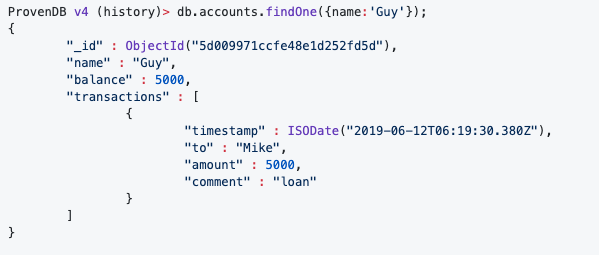 ProvenDB v4 (history)> db.accounts.findOne({name:'Guy'});
{
        "_id" : ObjectId("5d009971ccfe48e1d252fd5d"),
        "name" : "Guy",
        "balance" : 5000,
        "transactions" : [
                {
                        "timestamp" : ISODate("2019-06-12T06:19:30.380Z"),
                        "to" : "Mike",
                        "amount" : 5000,
                        "comment" : "loan"
                }
        ]
}